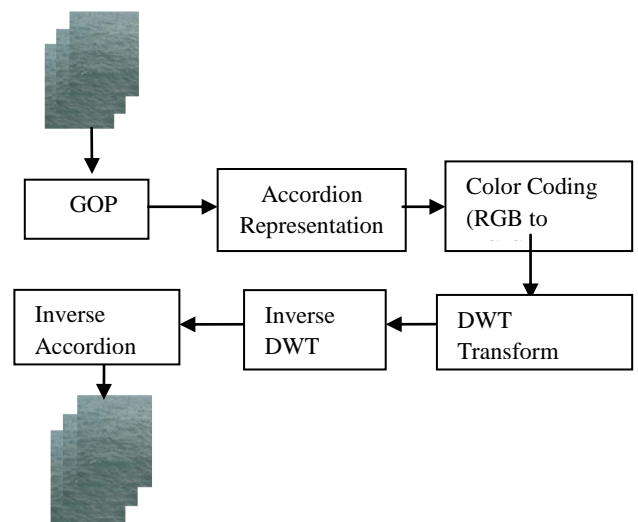 GOP
Accordion
Representation
Color Coding
(RGB to
DWT
Transform
Inverse
DWT
Inverse
Accordion